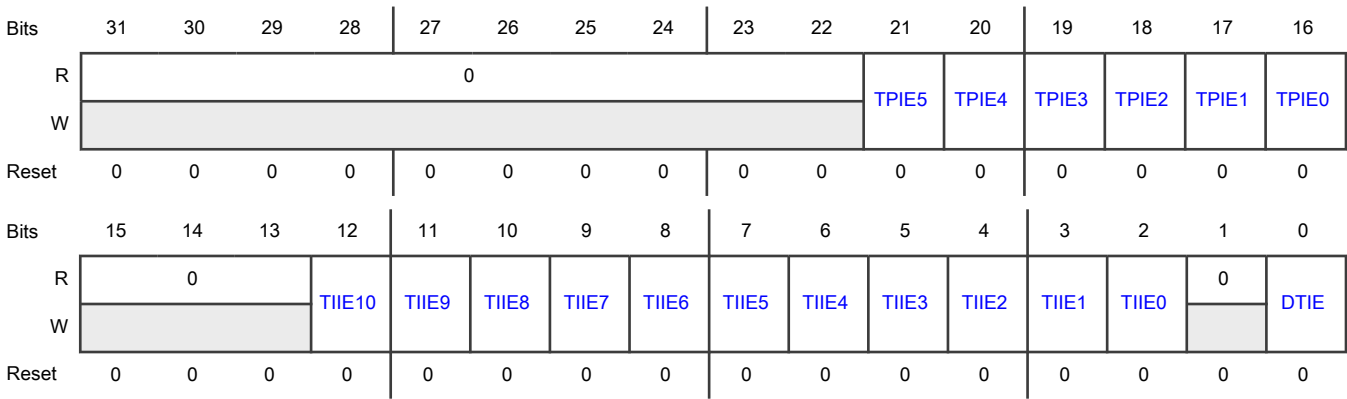 Bits 31 30 29 28 27 26 25 24 23 22 21 20 19 18 17 16
R 0 TPIE5 TPIE4 TPIE3 TPIE2 TPIE1 TPIE0
W
Reset 0 0 0 0 0 0 0 0 0 0 0 0 0 0 0 0
Bits 15 14 13 12 11 10 9 8 7 6 5 4 3 2 1 0
R 0 TIIE10 TIIE9 TIIE8 TIIE7 TIIE6 TIIE5 TIIE4 TIIE3 TIIE2 TIIE1 TIIE0 0 DTIE
W
Reset 0 0 0 0 0 0 0 0 0 0 0 0 0 0 0 0